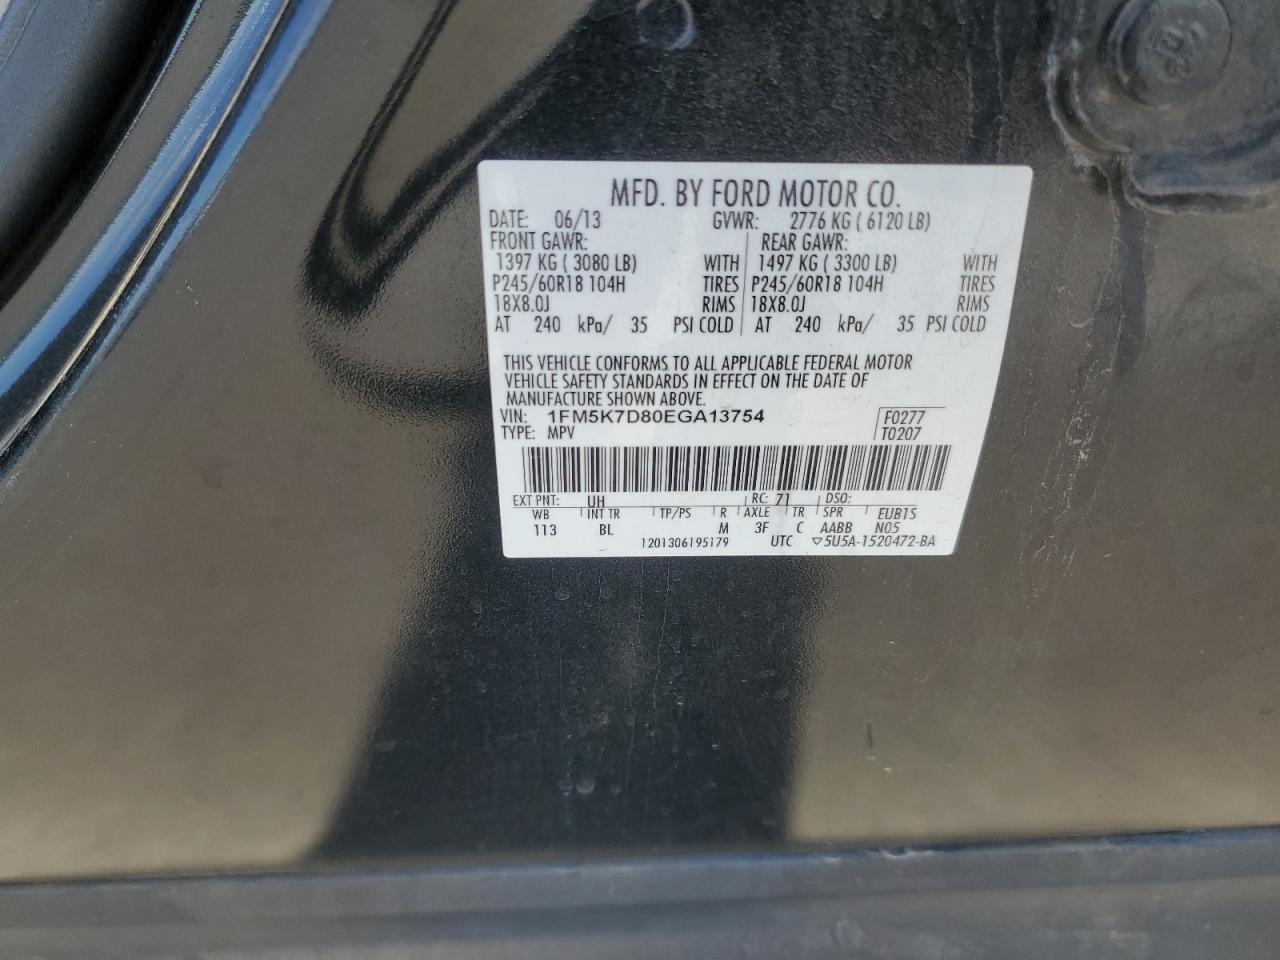 MFD. BY FORD MOTOR CO.
DATE: 06/13 GVWR: 2776 KG ( 6120 LB)
FRONT GAWR: REAR GAWR:
1397 KG ( 3080 LB) WITH 1497 KG ( 3300 LB) WITH
P245/60R18 104H TIRES P245/60R18 104H TIRES
18X8.0J RIMS 18X8.0J RIMS
AT 240 kPa/ 35 PSI COLD AT 240 kPa/ 35 PSI COLD
THIS VEHICLE CONFORMS TO ALL APPLICABLE FEDERAL MOTOR
VEHICLE SAFETY STANDARDS IN EFFECT ON THE DATE OF
MANUFACTURE SHOWN ABOVE.
VIN: 1FM5K7D80EGA13754 F0277
TYPE: MPV T0207
EXT PNT: UH RC: 71 DSO:
WB INT TR TP/PS R AXLE TR SPR EUB1S
113 BL M 3F C AABB N05
1201306195179 UTC ▽5U5A-1520472-BA